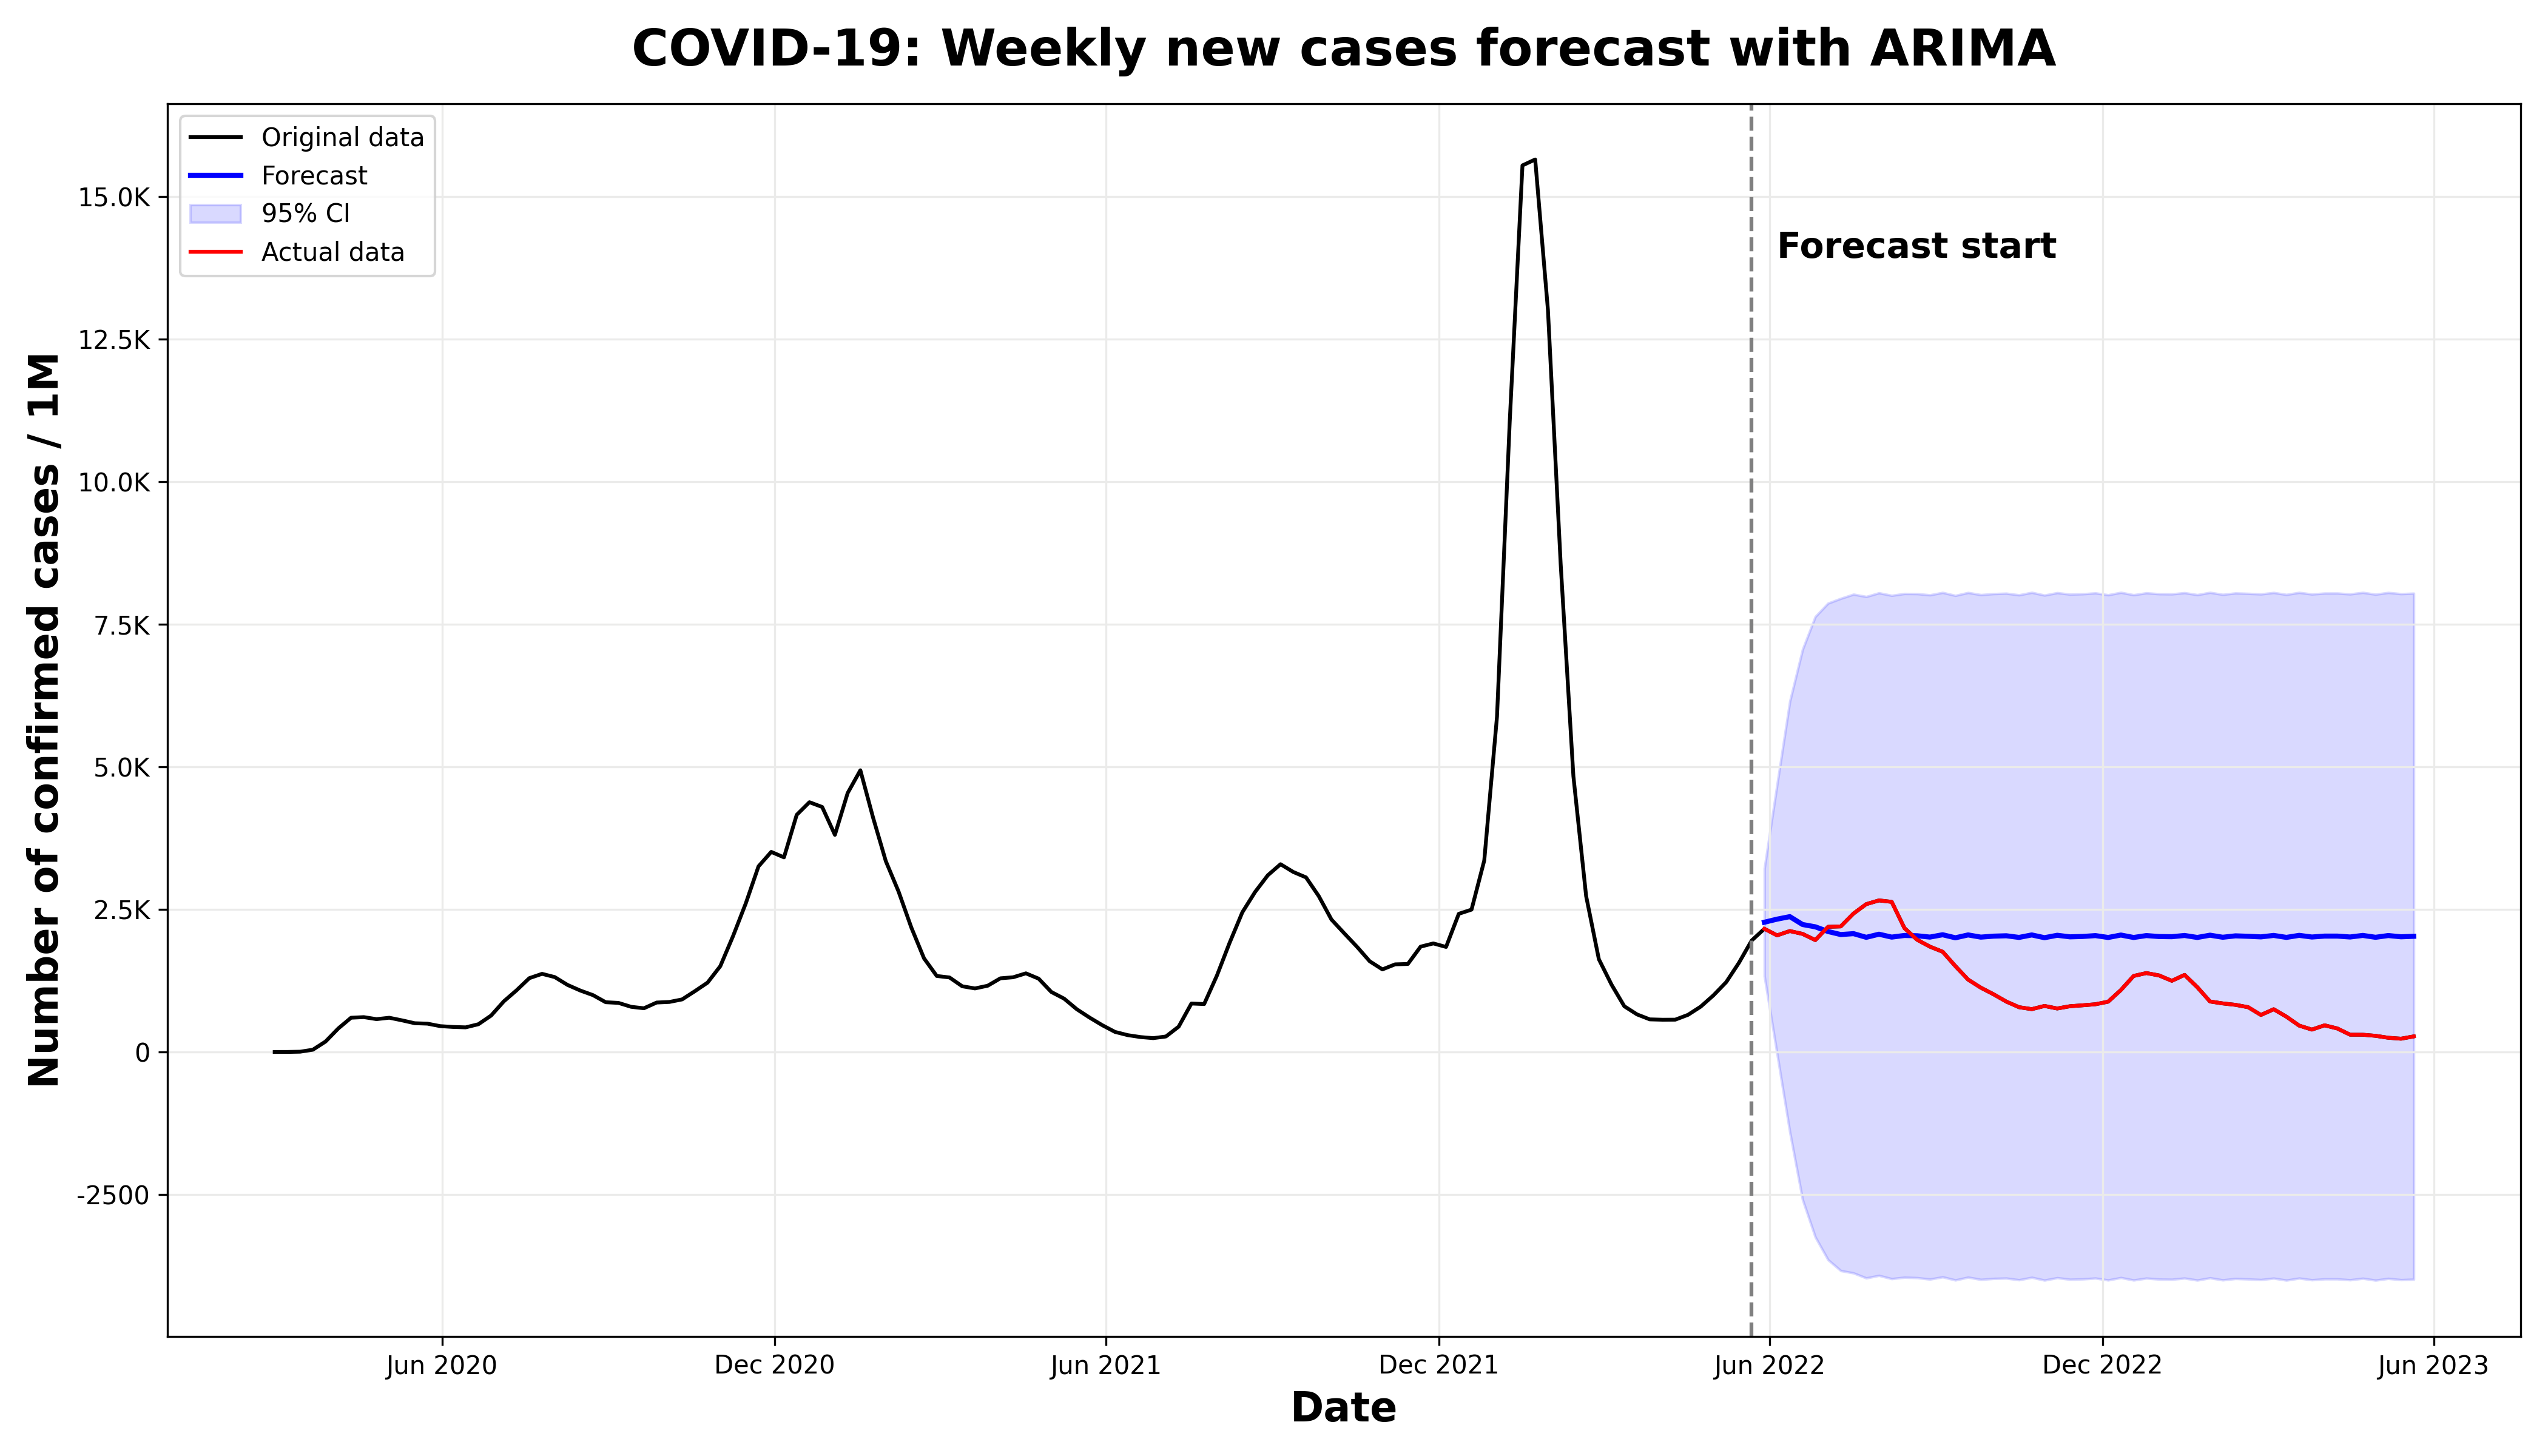 COVID-19: Weekly new cases forecast with ARIMA
Original data
Forecast
95% CI
Actual data
Forecast start
Number of confirmed cases / 1M
15.0K
12.5K
10.0K
7.5K
5.0K
2.5K
0
-2500
Jun 2020
Dec 2020
Jun 2021
Dec 2021
Jun 2022
Dec 2022
Jun 2023
Date